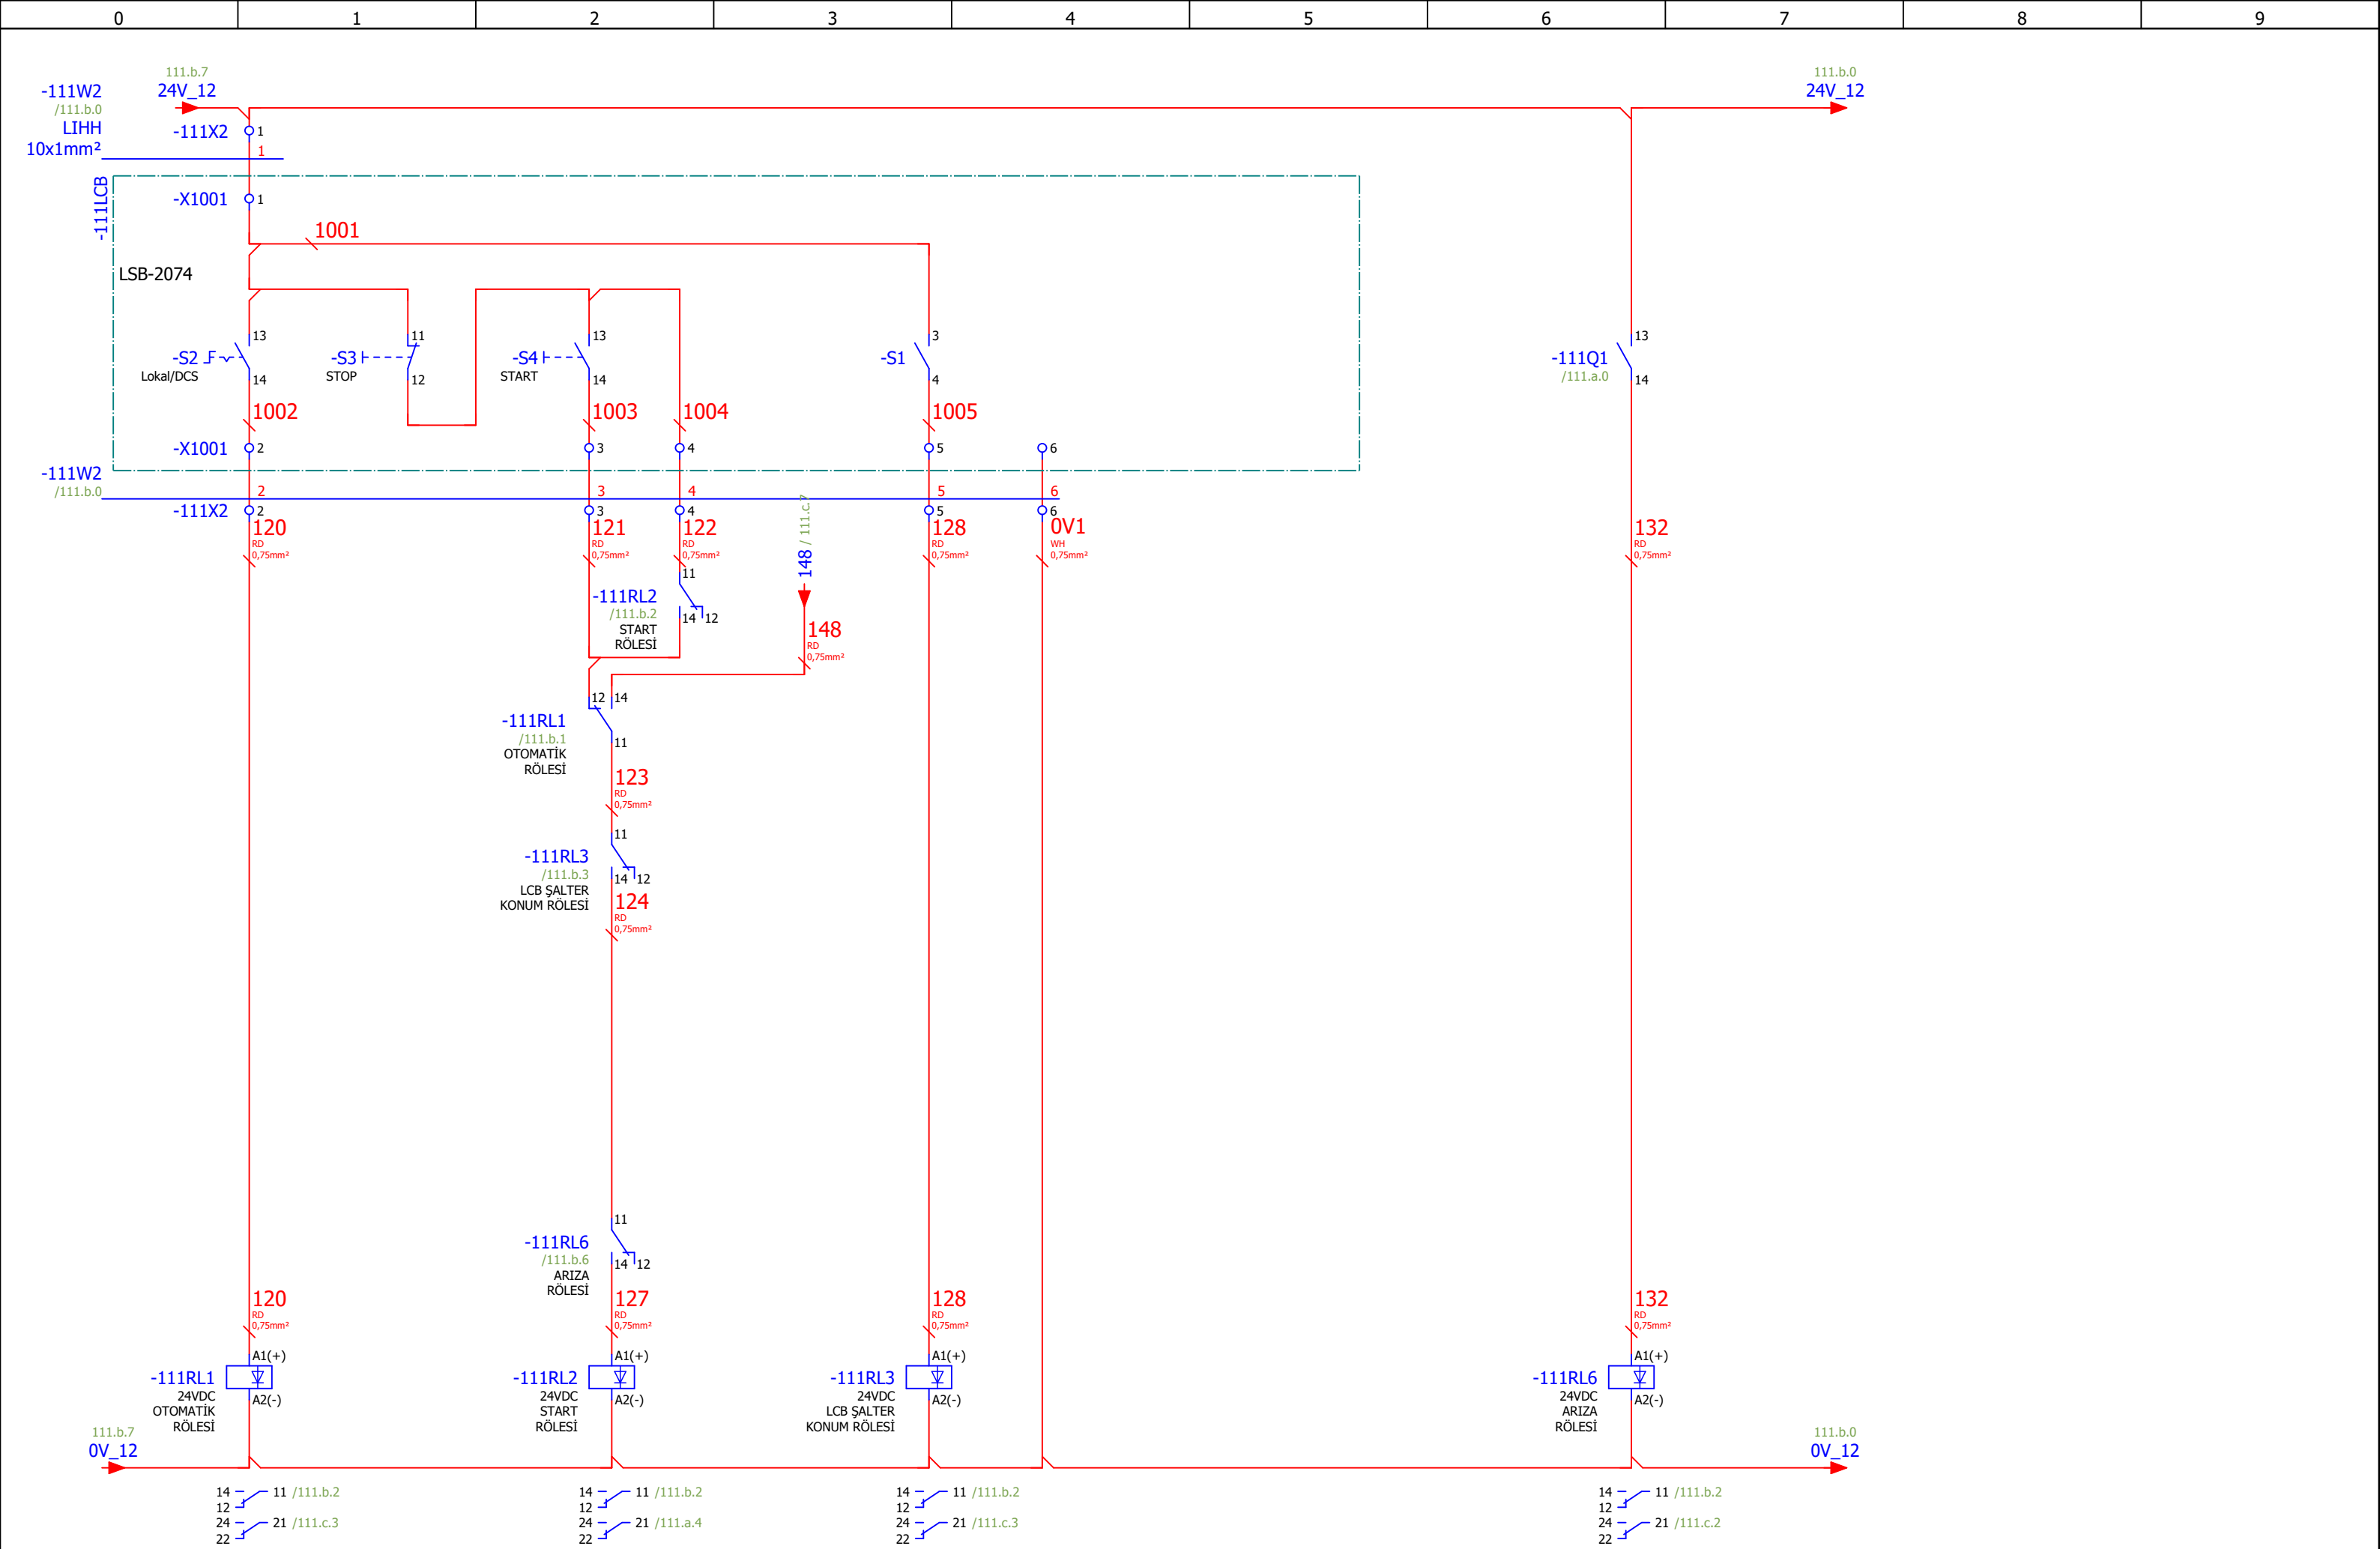 0 1 2 3 4 5 6 7 8 9
111.b.7
24V_12
111.b.0
24V_12
-111W2
/111.b.0
LIHH
10x1mm²
-111X2 1
1
-111LCB
-X1001 1
1001
LSB-2074
-S2
Lokal/DCS
13
14
-S3
STOP
11
12
-S4
START
13
14
-S1
3
4
-111Q1
/111.a.0
13
14
1002
1003
1004
1005
-X1001 2 3 4 5 6
-111W2
/111.b.0
2 3 4 5 6
-111X2 2 3 4 5 6
120
RD
0,75mm²
121
RD
0,75mm²
122
RD
0,75mm²
148 / 111.c.7
128
RD
0,75mm²
0V1
WH
0,75mm²
132
RD
0,75mm²
-111RL2
/111.b.2
START
RÖLESİ
11
14 12
148
RD
0,75mm²
12 14
-111RL1
/111.b.1
OTOMATİK
RÖLESİ
11
123
RD
0,75mm²
11
-111RL3
/111.b.3
LCB ŞALTER
KONUM RÖLESİ
14 12
124
RD
0,75mm²
11
-111RL6
/111.b.6
ARIZA
RÖLESİ
14 12
120
RD
0,75mm²
127
RD
0,75mm²
128
RD
0,75mm²
132
RD
0,75mm²
A1(+)
-111RL1
24VDC
OTOMATİK
RÖLESİ
A2(-)
A1(+)
-111RL2
24VDC
START
RÖLESİ
A2(-)
A1(+)
-111RL3
24VDC
LCB ŞALTER
KONUM RÖLESİ
A2(-)
A1(+)
-111RL6
24VDC
ARIZA
RÖLESİ
A2(-)
111.b.7
0V_12
111.b.0
0V_12
14 11 /111.b.2
12
24 21 /111.c.3
22
14 11 /111.b.2
12
24 21 /111.a.4
22
14 11 /111.b.2
12
24 21 /111.c.3
22
14 11 /111.b.2
12
24 21 /111.c.2
22